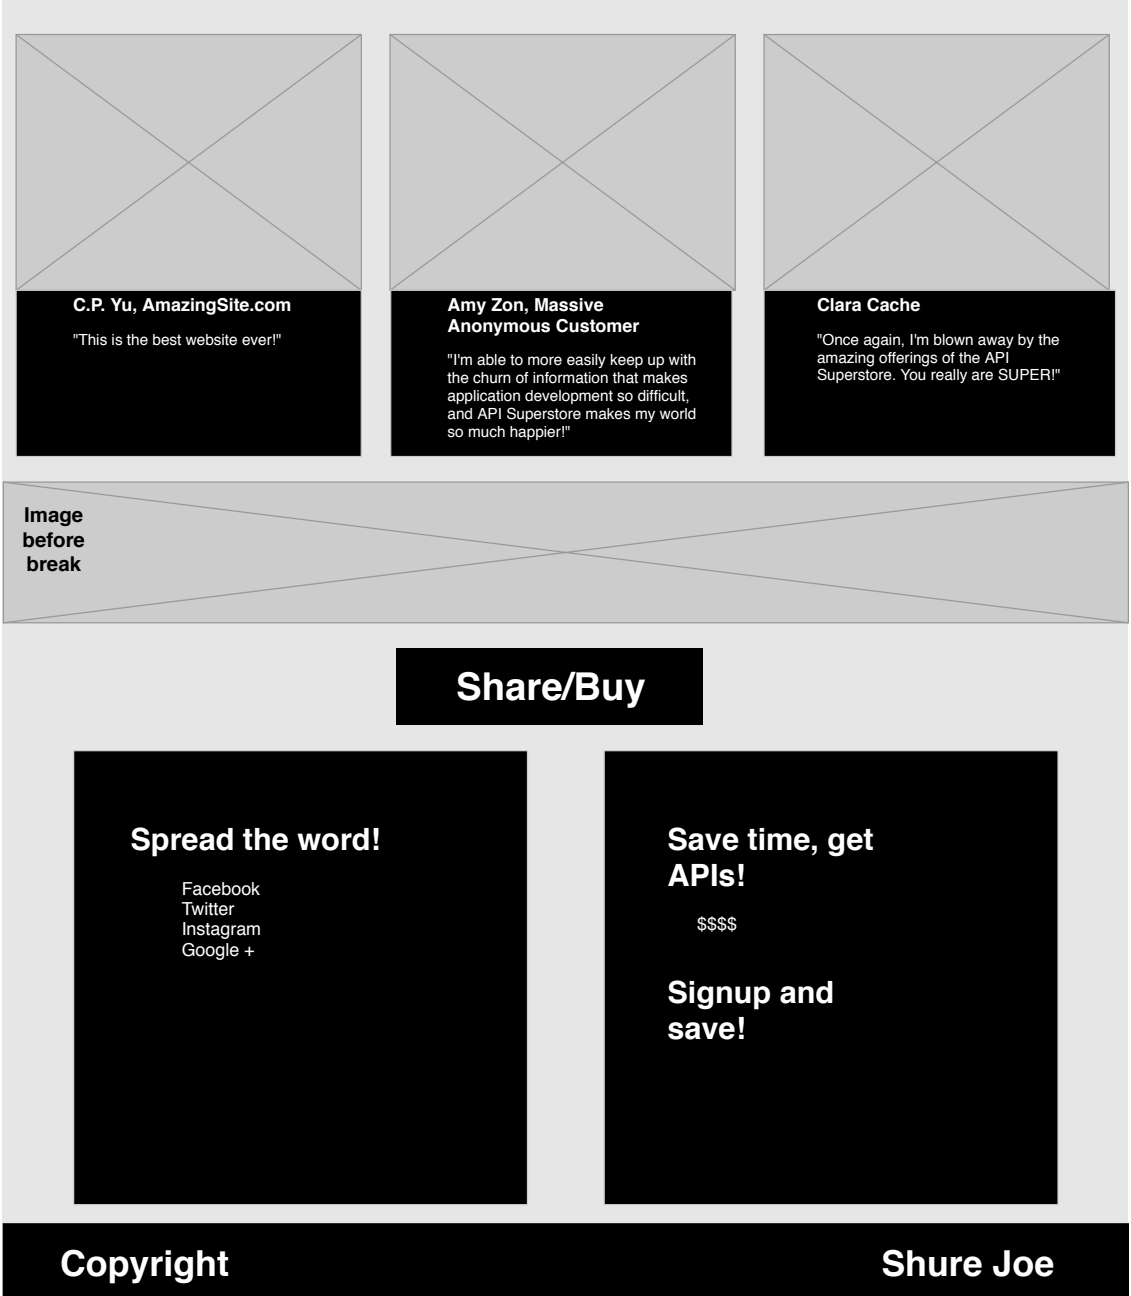 C.P. Yu, AmazingSite.com
"This is the best website ever!"
Amy Zon, Massive
Anonymous Customer
"I'm able to more easily keep up with
the churn of information that makes
application development so difficult,
and API Superstore makes my world
so much happier!"
Clara Cache
"Once again, I'm blown away by the
amazing offerings of the API
Superstore. You really are SUPER!"
Image
before
break
Share/Buy
Spread the word!
Facebook
Twitter
Instagram
Google +
Save time, get
APIs!
$$$$
Signup and
save!
Copyright
Shure Joe